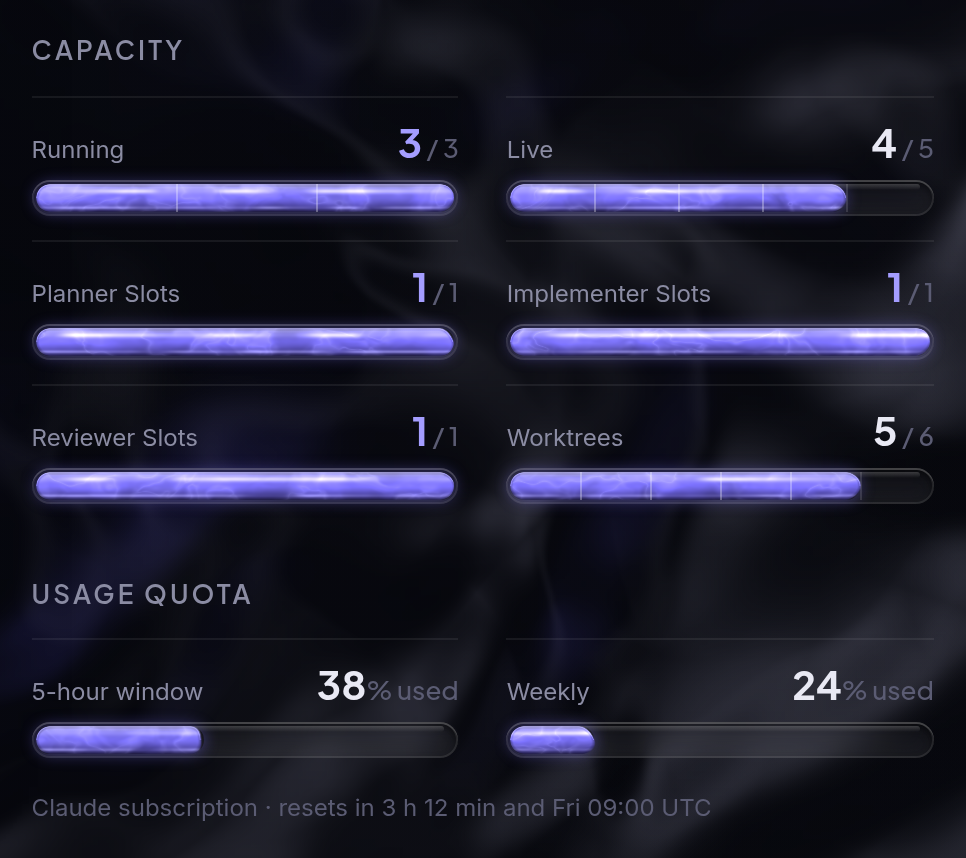 CAPACITY
Running 3 / 3
Live 4 / 5
Planner Slots 1 / 1
Implementer Slots 1 / 1
Reviewer Slots 1 / 1
Worktrees 5 / 6
USAGE QUOTA
5-hour window 38% used
Weekly 24% used
Claude subscription · resets in 3 h 12 min and Fri 09:00 UTC